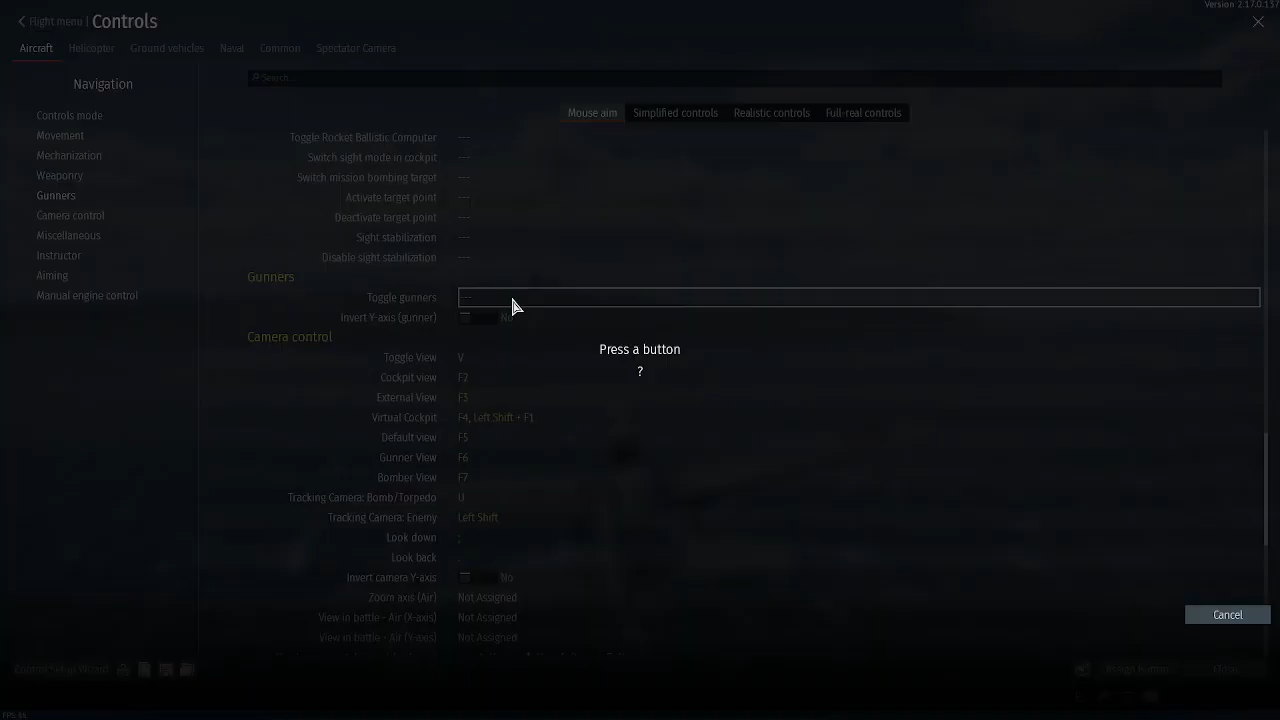 Version 2.17.0.137
Flight menu | Controls
Aircraft Helicopter Ground vehicles Naval Common Spectator Camera
Navigation
Search...
Controls mode
Movement
Mechanization
Weaponry
Gunners
Camera control
Miscellaneous
Instructor
Aiming
Manual engine control
Mouse aim Simplified controls Realistic controls Full-real controls
Toggle Rocket Ballistic Computer ---
Switch sight mode in cockpit ---
Switch mission bombing target ---
Activate target point ---
Deactivate target point ---
Sight stabilization ---
Disable sight stabilization ---
Gunners
Toggle gunners ---
Invert Y-axis (gunner) No
Camera control
Press a button
?
Toggle View V
Cockpit view F2
External View F3
Virtual Cockpit F4, Left Shift + F1
Default view F5
Gunner View F6
Bomber View F7
Tracking Camera: Bomb/Torpedo U
Tracking Camera: Enemy Left Shift
Look down ;
Look back .
Invert camera Y-axis No
Zoom axis (Air) Not Assigned
View in battle - Air (X-axis) Not Assigned
View in battle - Air (Y-axis) Not Assigned
Cancel
Control Setup Wizard